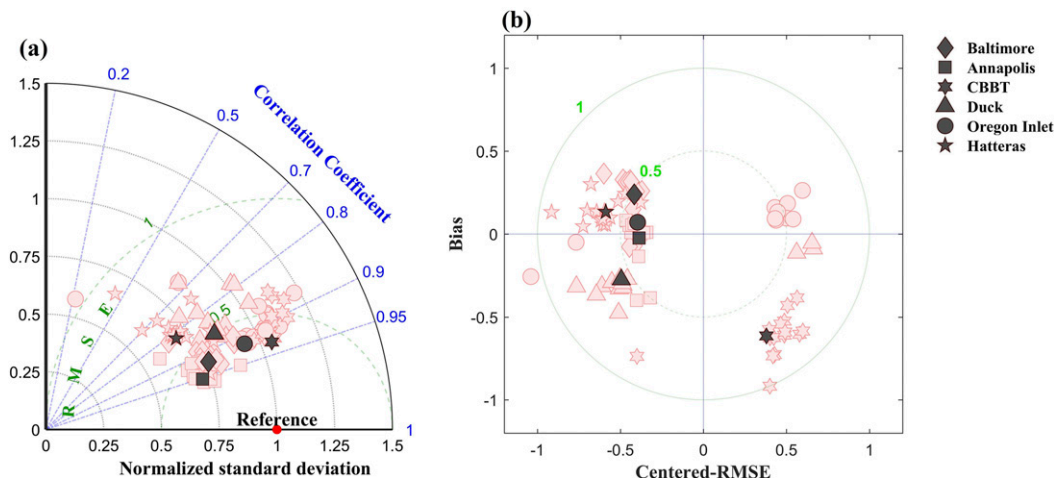 (a)
1.5
1.25
1
0.75
0.5
0.25
0
0
0.25
0.5
0.75
1
1.25
1.5
Normalized standard deviation
0.2
0.5
0.7
0.8
0.9
0.95
1
Correlation Coefficient
1
0.5
R M S E
Reference
(b)
1
0.5
0
-0.5
-1
Bias
-1
-0.5
0
0.5
1
Centered-RMSE
1
0.5
Baltimore
Annapolis
CBBT
Duck
Oregon Inlet
Hatteras